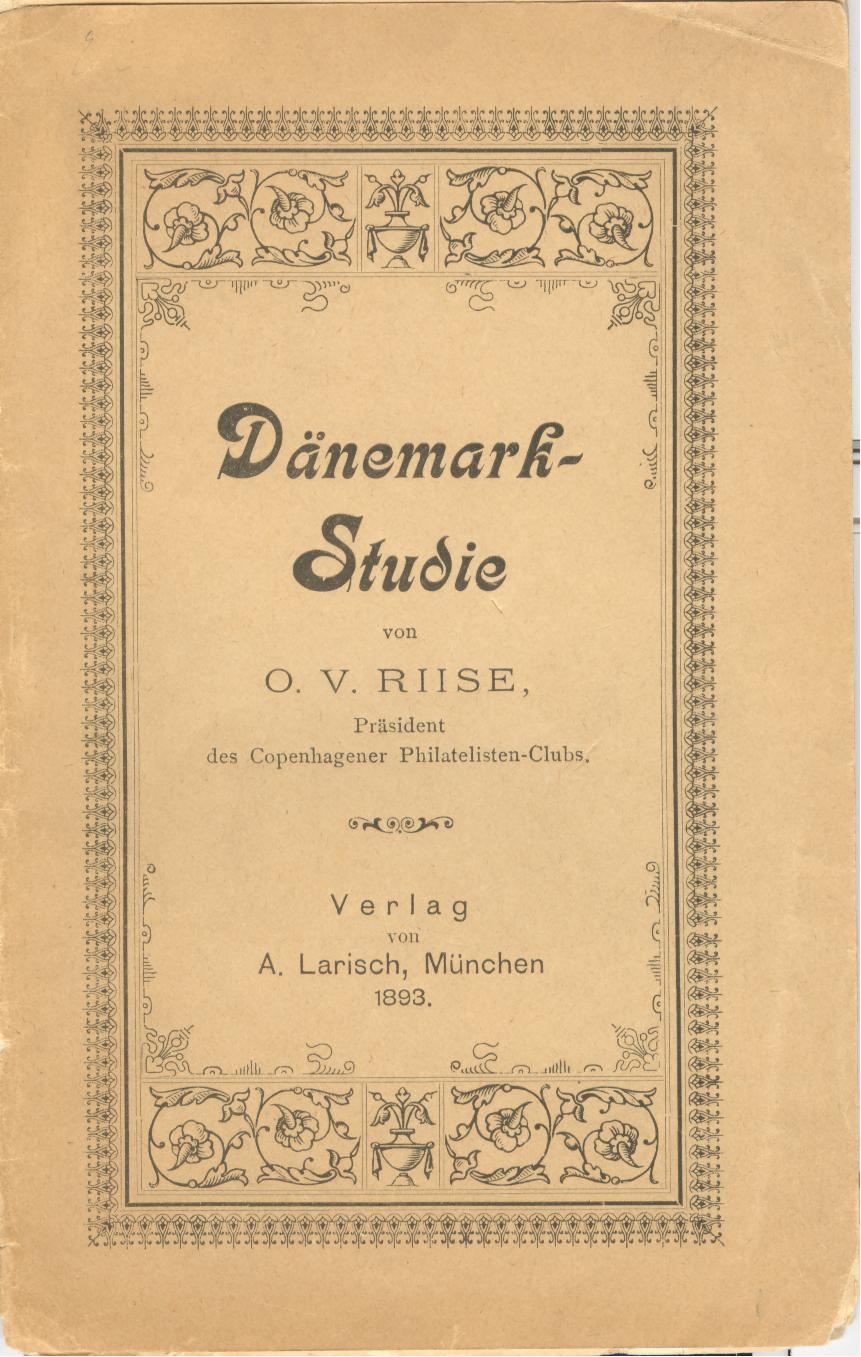 Dänemark-
Studie
von
O. V. RIISE,
Präsident
des Copenhagener Philatelisten-Clubs.
Verlag
von
A. Larisch, München
1893.